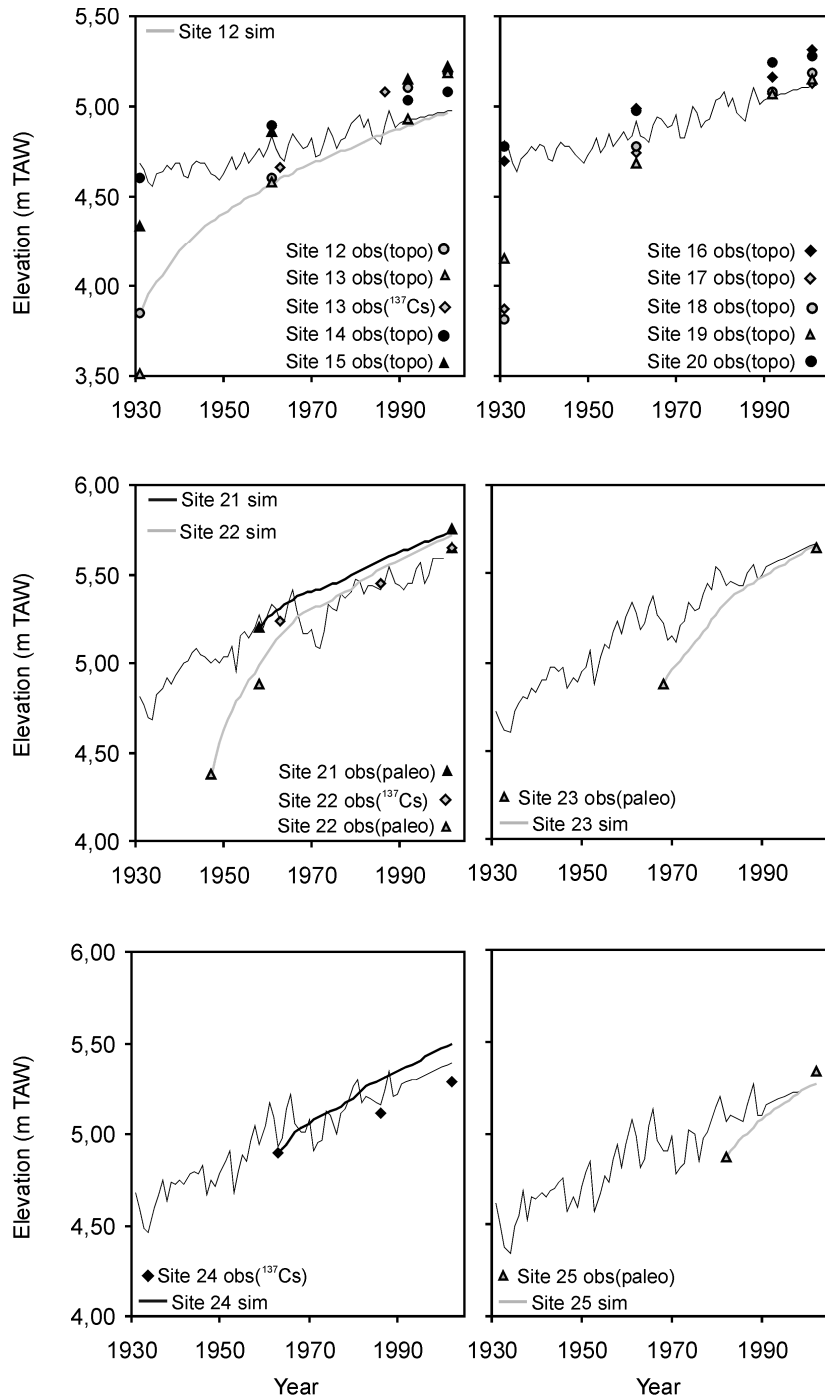 5,50
Site 12 sim
5,00
4,50
4,00
3,50
Elevation (m TAW)
Site 12 obs(topo)
Site 13 obs(topo)
Site 13 obs(¹³⁷Cs)
Site 14 obs(topo)
Site 15 obs(topo)
1930 1950 1970 1990
Site 16 obs(topo)
Site 17 obs(topo)
Site 18 obs(topo)
Site 19 obs(topo)
Site 20 obs(topo)
1930 1950 1970 1990
6,00
Site 21 sim
Site 22 sim
5,50
5,00
4,50
4,00
Elevation (m TAW)
Site 21 obs(paleo)
Site 22 obs(¹³⁷Cs)
Site 22 obs(paleo)
1930 1950 1970 1990
Site 23 obs(paleo)
Site 23 sim
1930 1950 1970 1990
6,00
5,50
5,00
4,50
4,00
Elevation (m TAW)
Site 24 obs(¹³⁷Cs)
Site 24 sim
1930 1950 1970 1990
Year
Site 25 obs(paleo)
Site 25 sim
1930 1950 1970 1990
Year